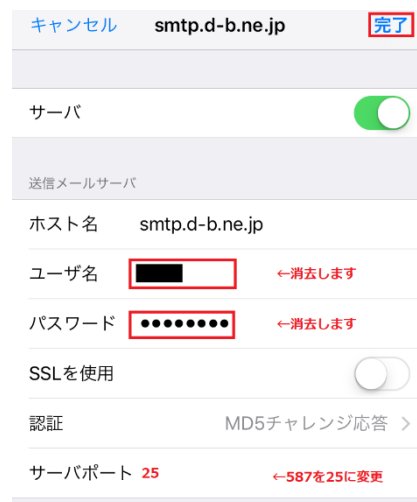 キャンセル smtp.d-b.ne.jp 完了
サーバ
送信メールサーバ
ホスト名 smtp.d-b.ne.jp
ユーザ名 ←消去します
パスワード ●●●●●●●● ←消去します
SSLを使用
認証 MD5チャレンジ応答 >
サーバポート 25 ←587を25に変更